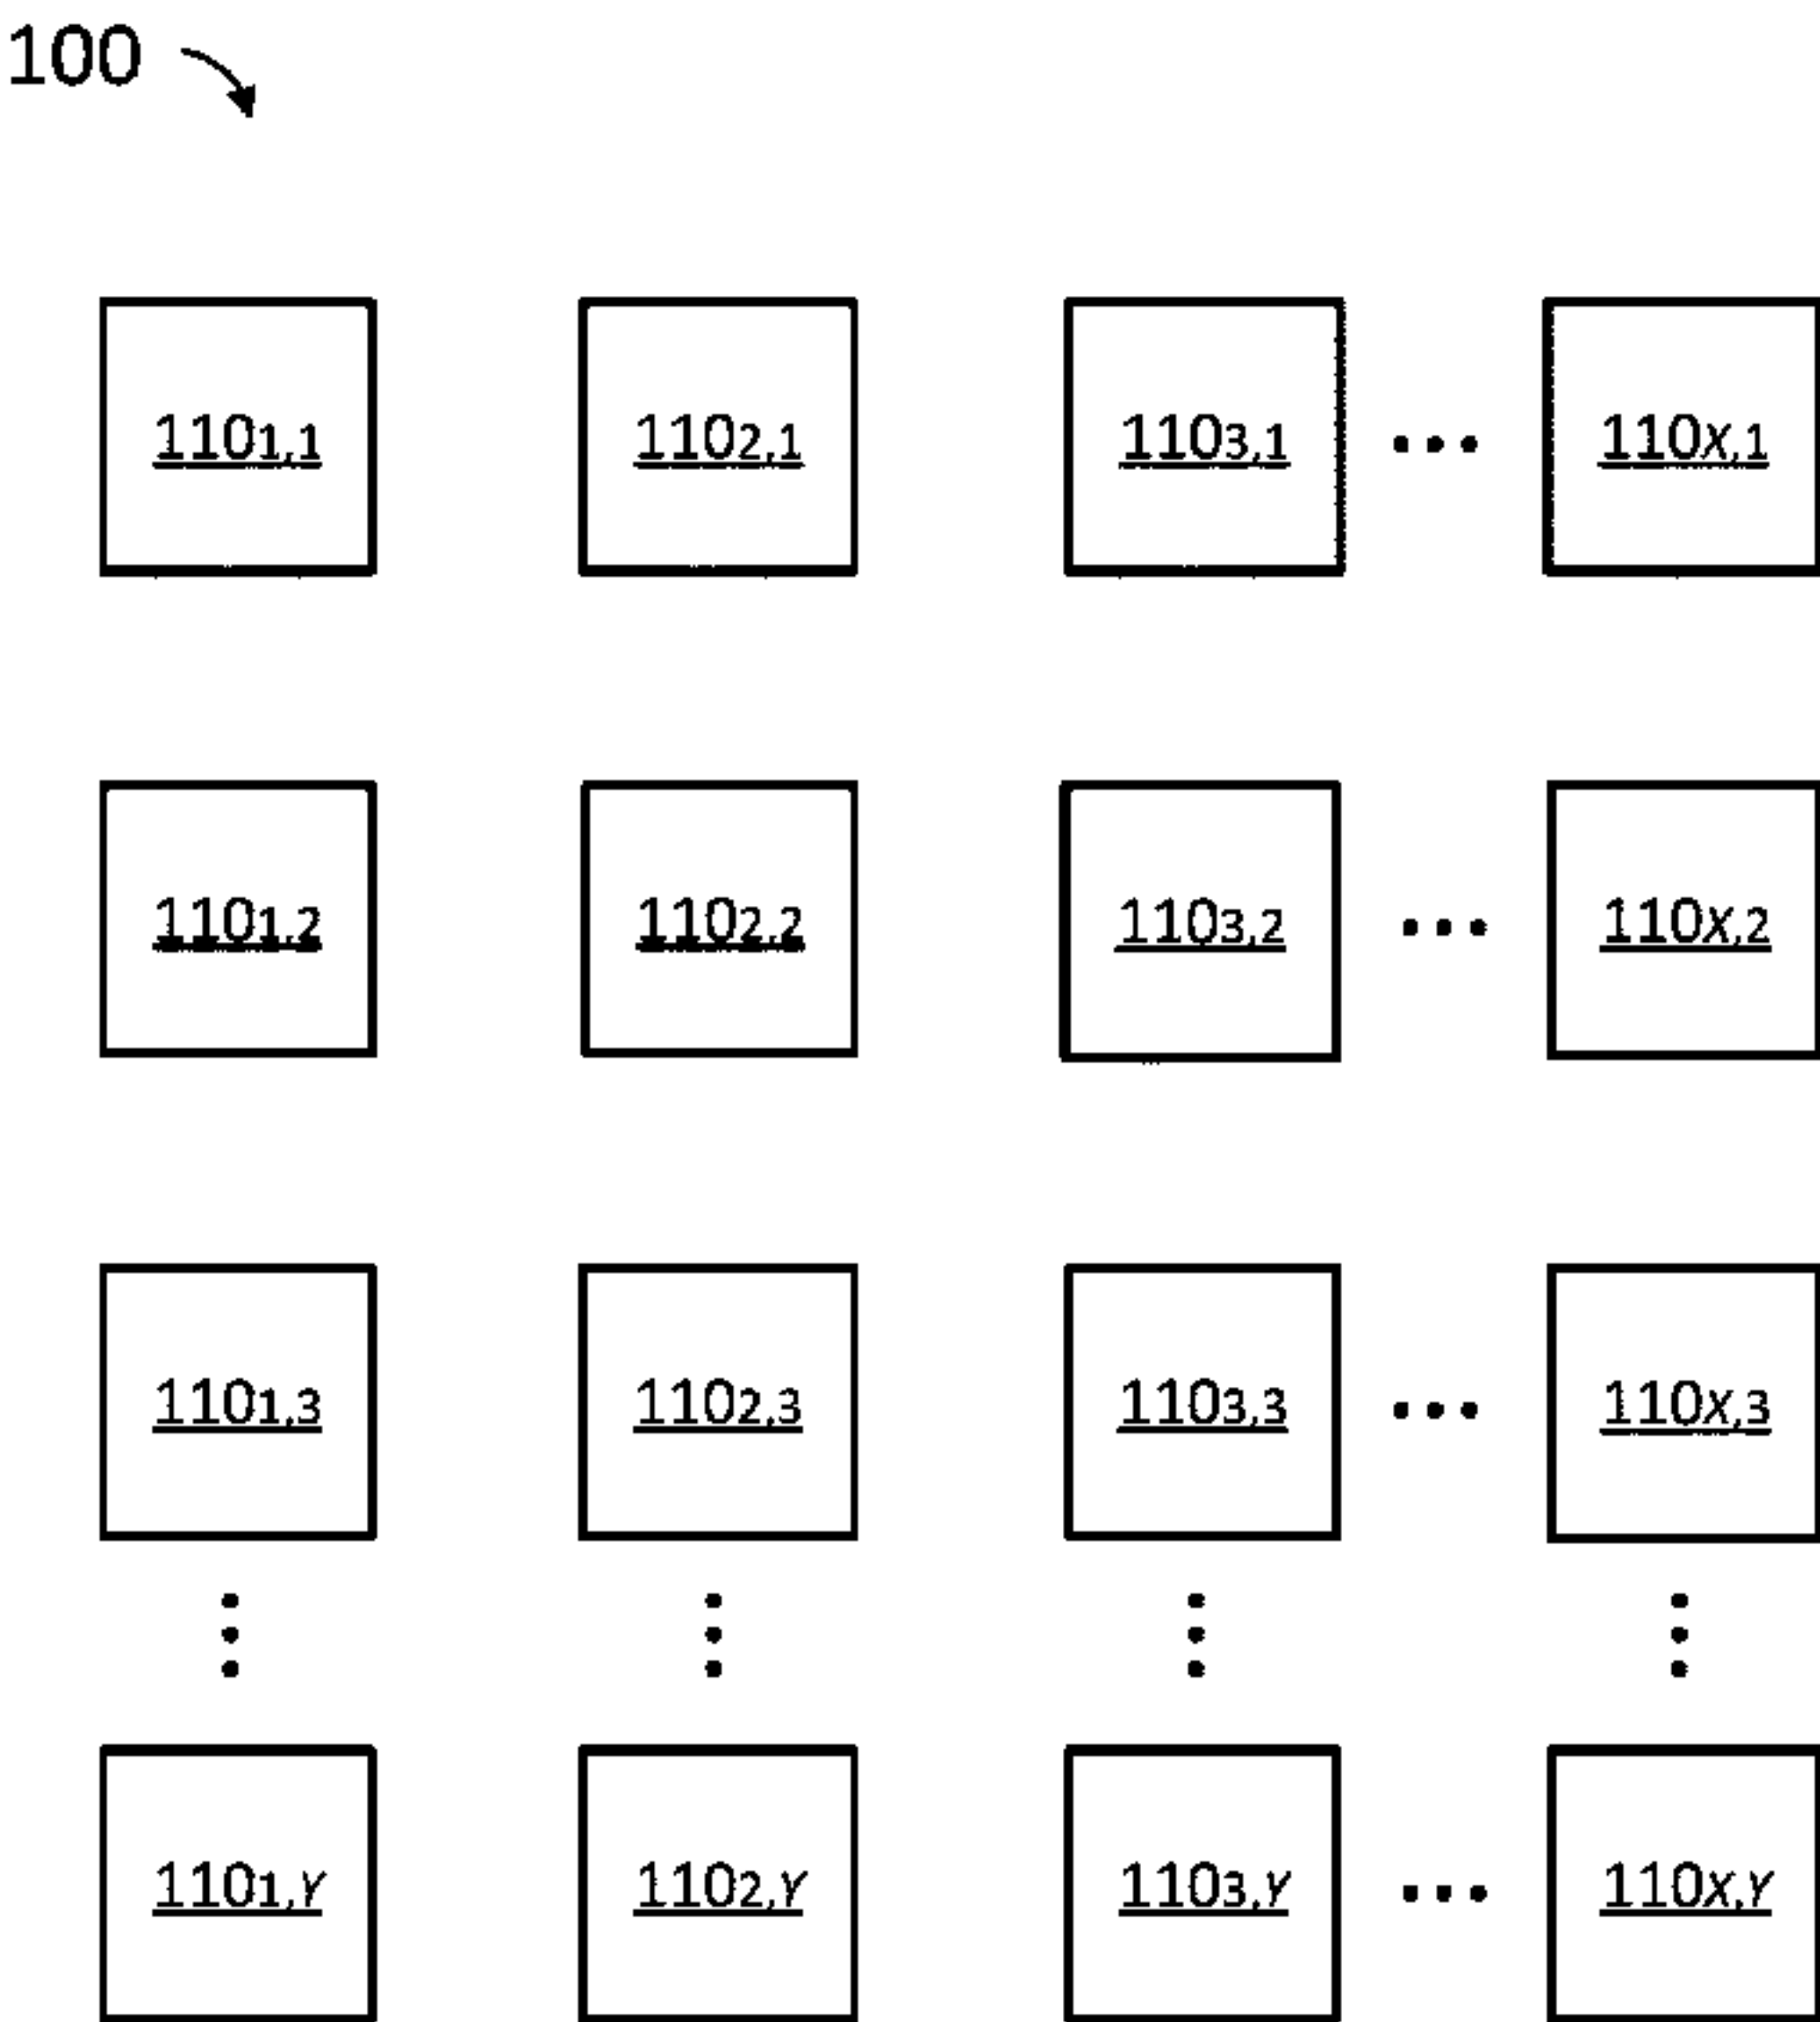 100
1101,1 1102,1 1103,1 ••• 110X,1
1101,2 1102,2 1103,2 ••• 110X,2
1101,3 1102,3 1103,3 ••• 110X,3
1101,Y 1102,Y 1103,Y ••• 110X,Y